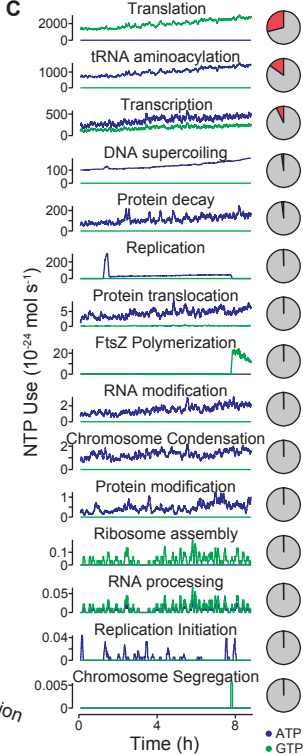 C
Translation
2000
0
tRNA aminoacylation
1000
0
Transcription
500
0
DNA supercoiling
100
0
Protein decay
200
0
Replication
200
0
Protein translocation
5
0
FtsZ Polymerization
20
0
RNA modification
2
0
Chromosome Condensation
2
0
Protein modification
1
0
Ribosome assembly
0.1
0
RNA processing
0.05
0
Replication Initiation
0.04
0
Chromosome Segregation
0.005
0
0 4 8
Time (h)
NTP Use (10⁻²⁴ mol s⁻¹)
ATP
GTP